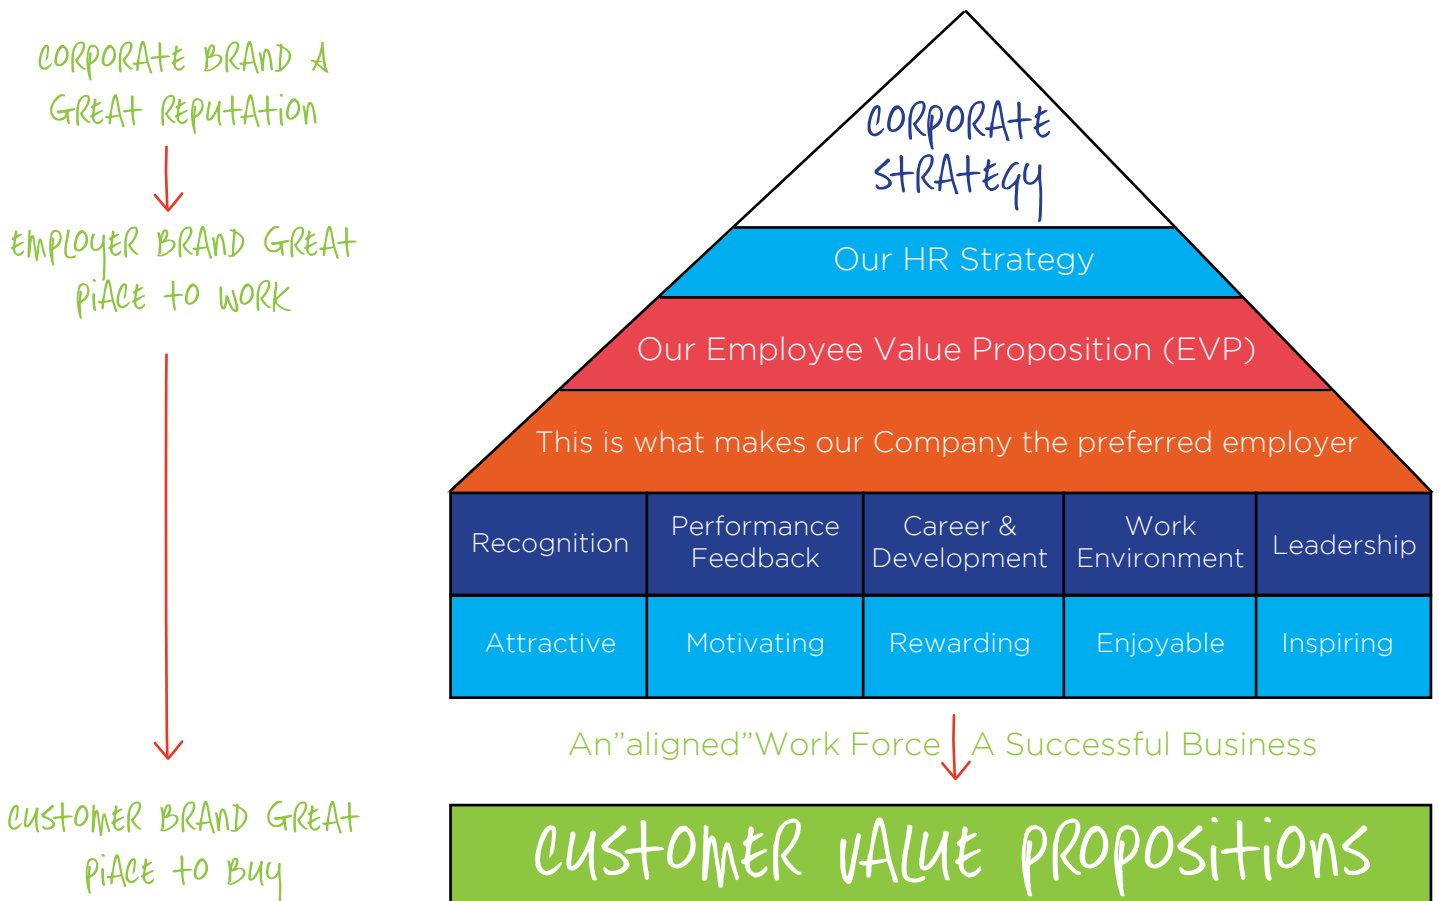 CORPORATE BRAND A
GREAT REPUTATION
EMPLOYER BRAND GREAT
PiACE TO WORK
CUSTOMER BRAND GREAT
PiACE TO BUY
CORPORATE
STRATEGY
Our HR Strategy
Our Employee Value Proposition (EVP)
This is what makes our Company the preferred employer
Recognition
Performance
Feedback
Career &
Development
Work
Environment
Leadership
Attractive
Motivating
Rewarding
Enjoyable
Inspiring
An”aligned”Work Force
A Successful Business
CUSTOMER VALUE PROPOSITIONS